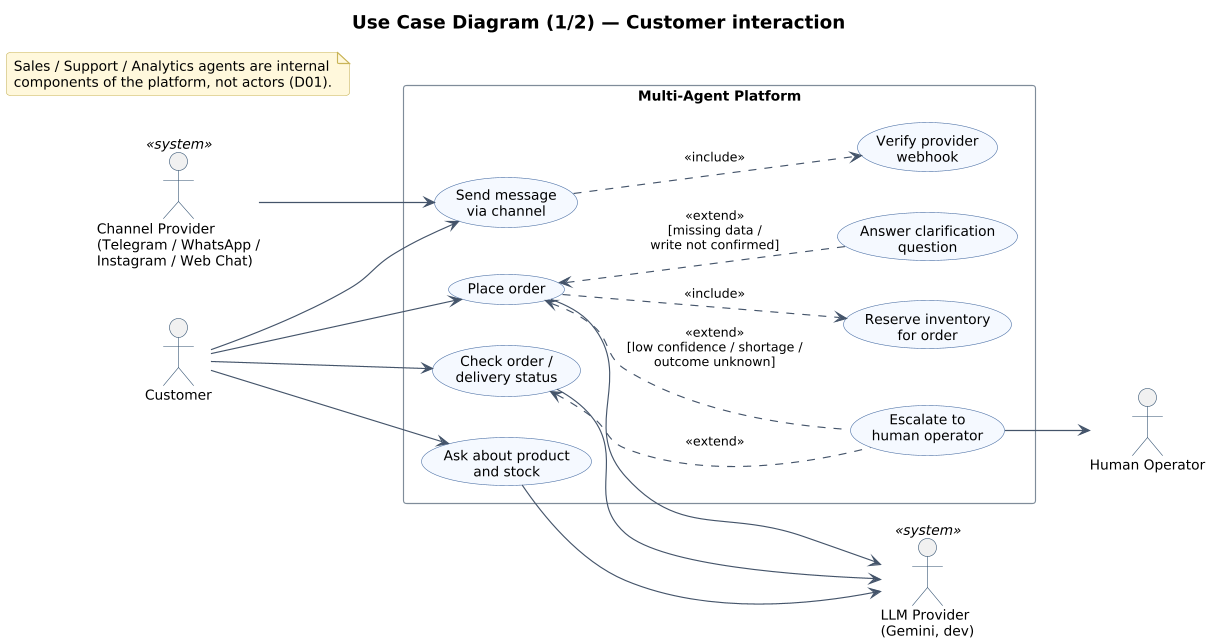 Use Case Diagram (1/2) — Customer interaction
Sales / Support / Analytics agents are internal
components of the platform, not actors (D01).
Multi-Agent Platform
«system»
Channel Provider
(Telegram / WhatsApp /
Instagram / Web Chat)
Customer
Send message
via channel
Place order
Check order /
delivery status
Ask about product
and stock
«include»
«extend»
[missing data /
write not confirmed]
«include»
«extend»
[low confidence / shortage /
outcome unknown]
«extend»
Verify provider
webhook
Answer clarification
question
Reserve inventory
for order
Escalate to
human operator
Human Operator
«system»
LLM Provider
(Gemini, dev)